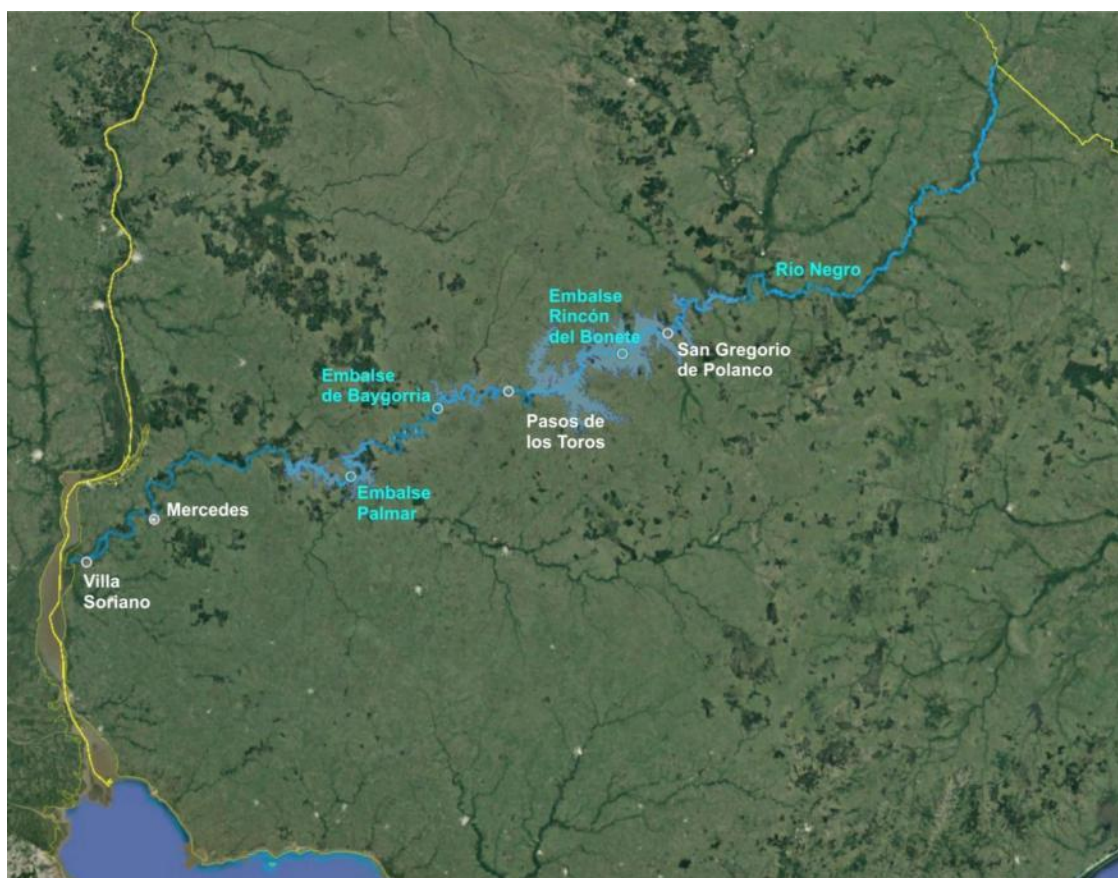 Río Negro
Embalse
Rincón
del Bonete
San Gregorio
de Polanco
Embalse
de Baygorria
Pasos de
los Toros
Embalse
Palmar
Mercedes
Villa
Soriano